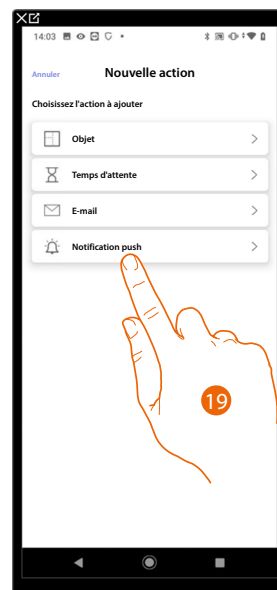 14:03
Annuler Nouvelle action
Choisissez l'action à ajouter
Objet
Temps d'attente
E-mail
Notification push
19